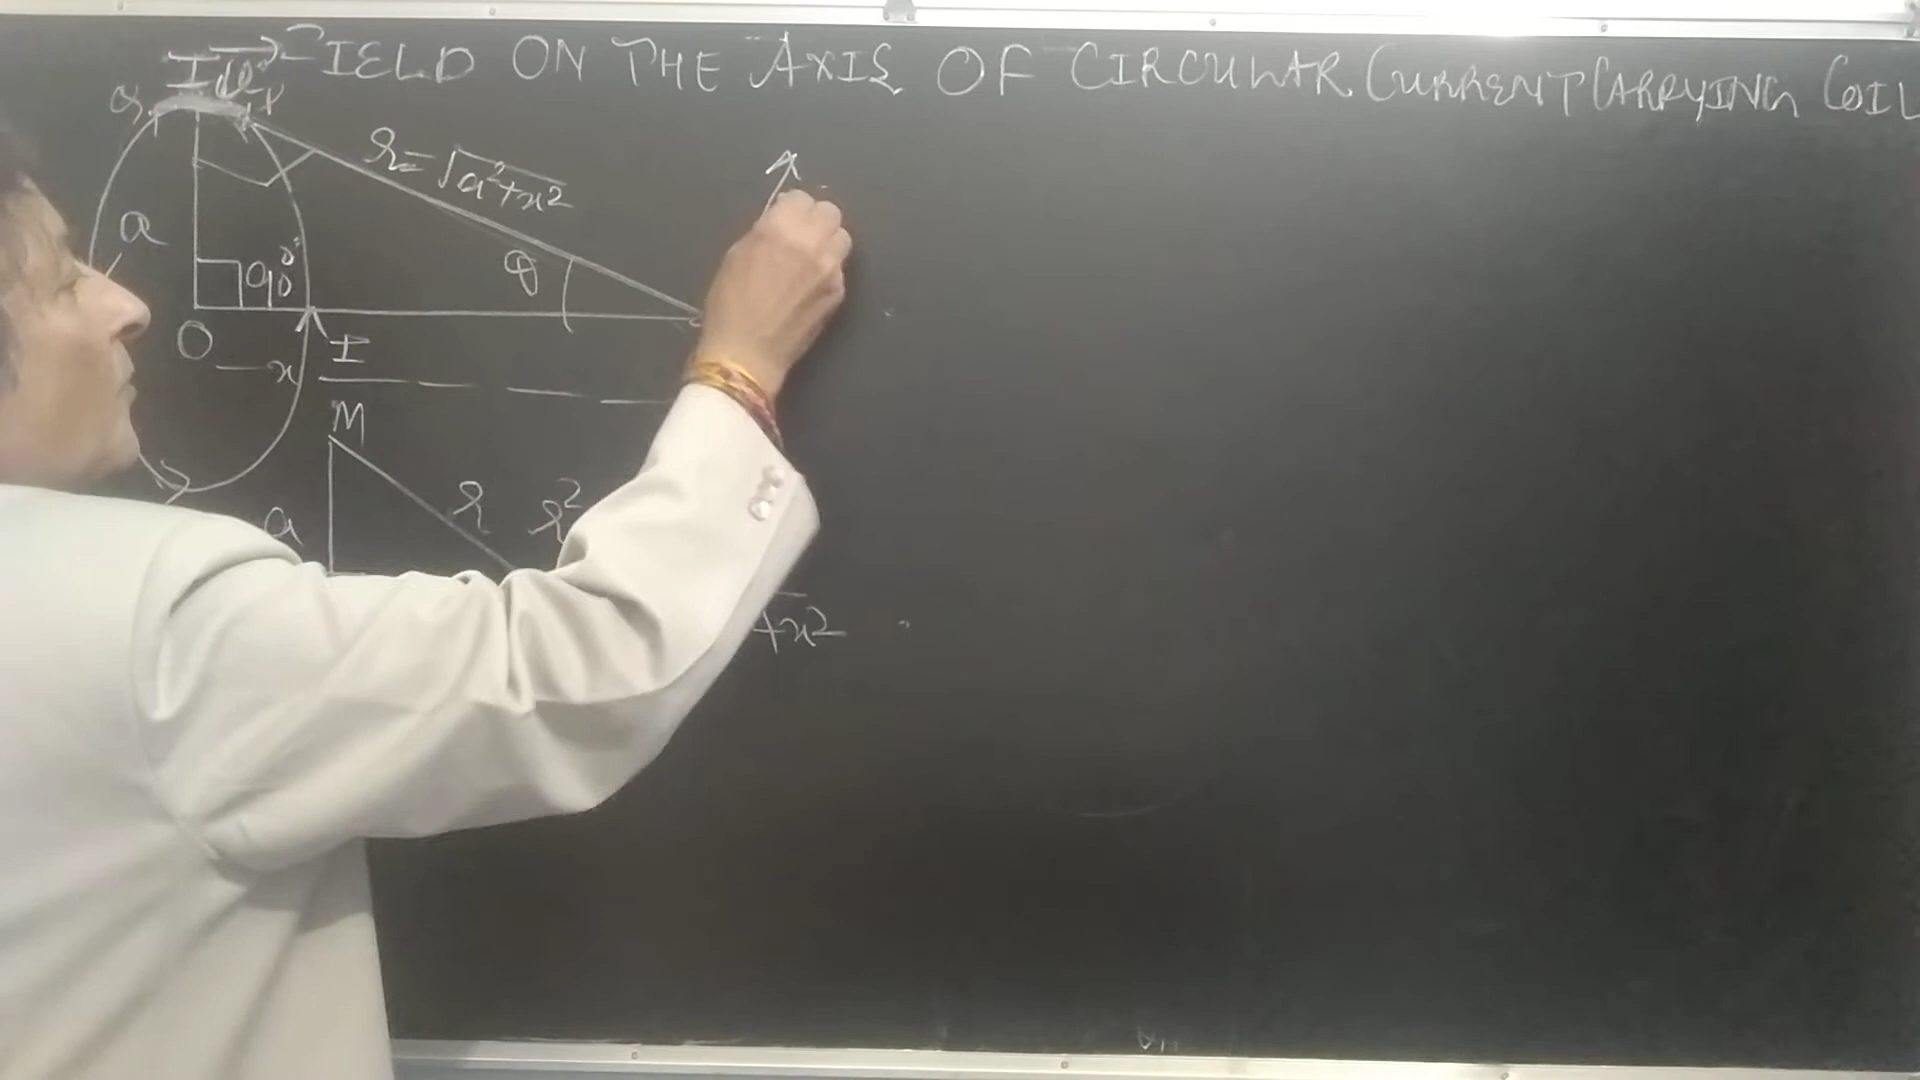 FIELD ON THE AXIS OF CIRCULAR CURRENT CARRYING COIL
I dl
r = √a²+x²
a
90°
θ
O
x
I
M
a
r
r²
+x²